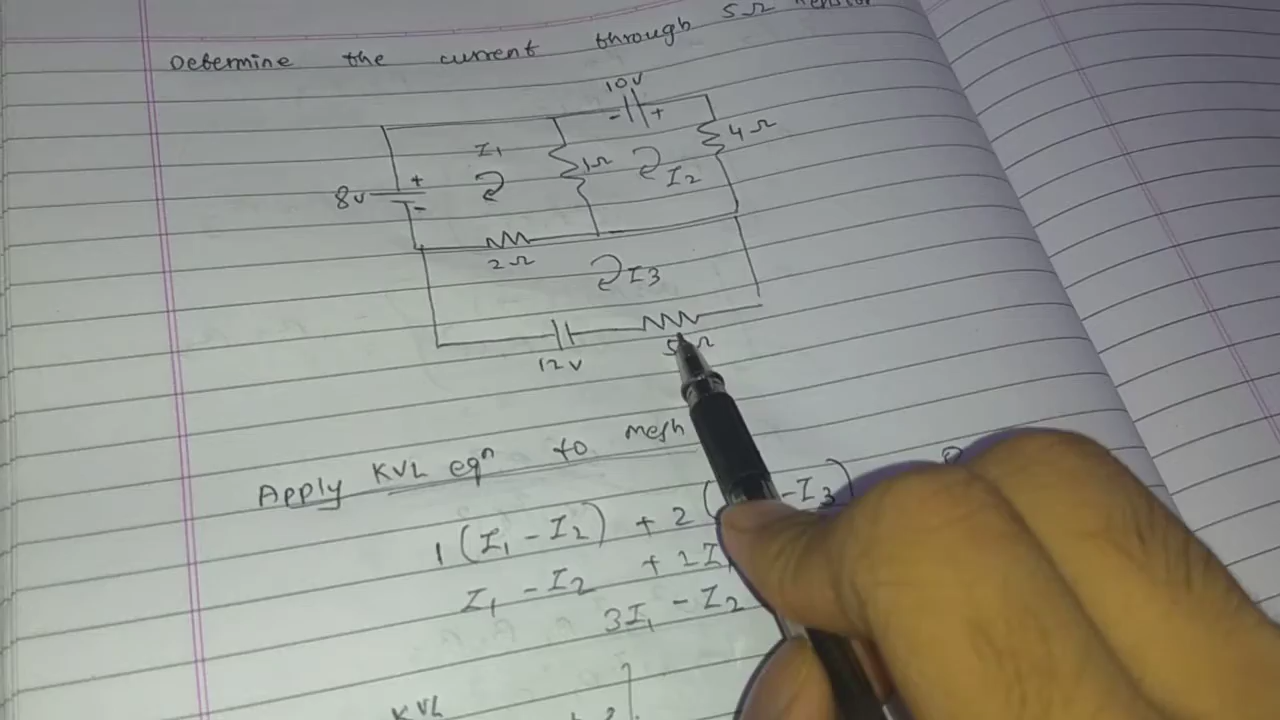 Determine the current through 5Ω
10V
- +
4Ω
I1
1Ω
I2
8v
+
-
2Ω
I3
12V
Ω
Apply KVL eqⁿ to mesh
1(I1 - I2) + 2( -I3)
I1 - I2 + 2I
3I1 - I2
KVL